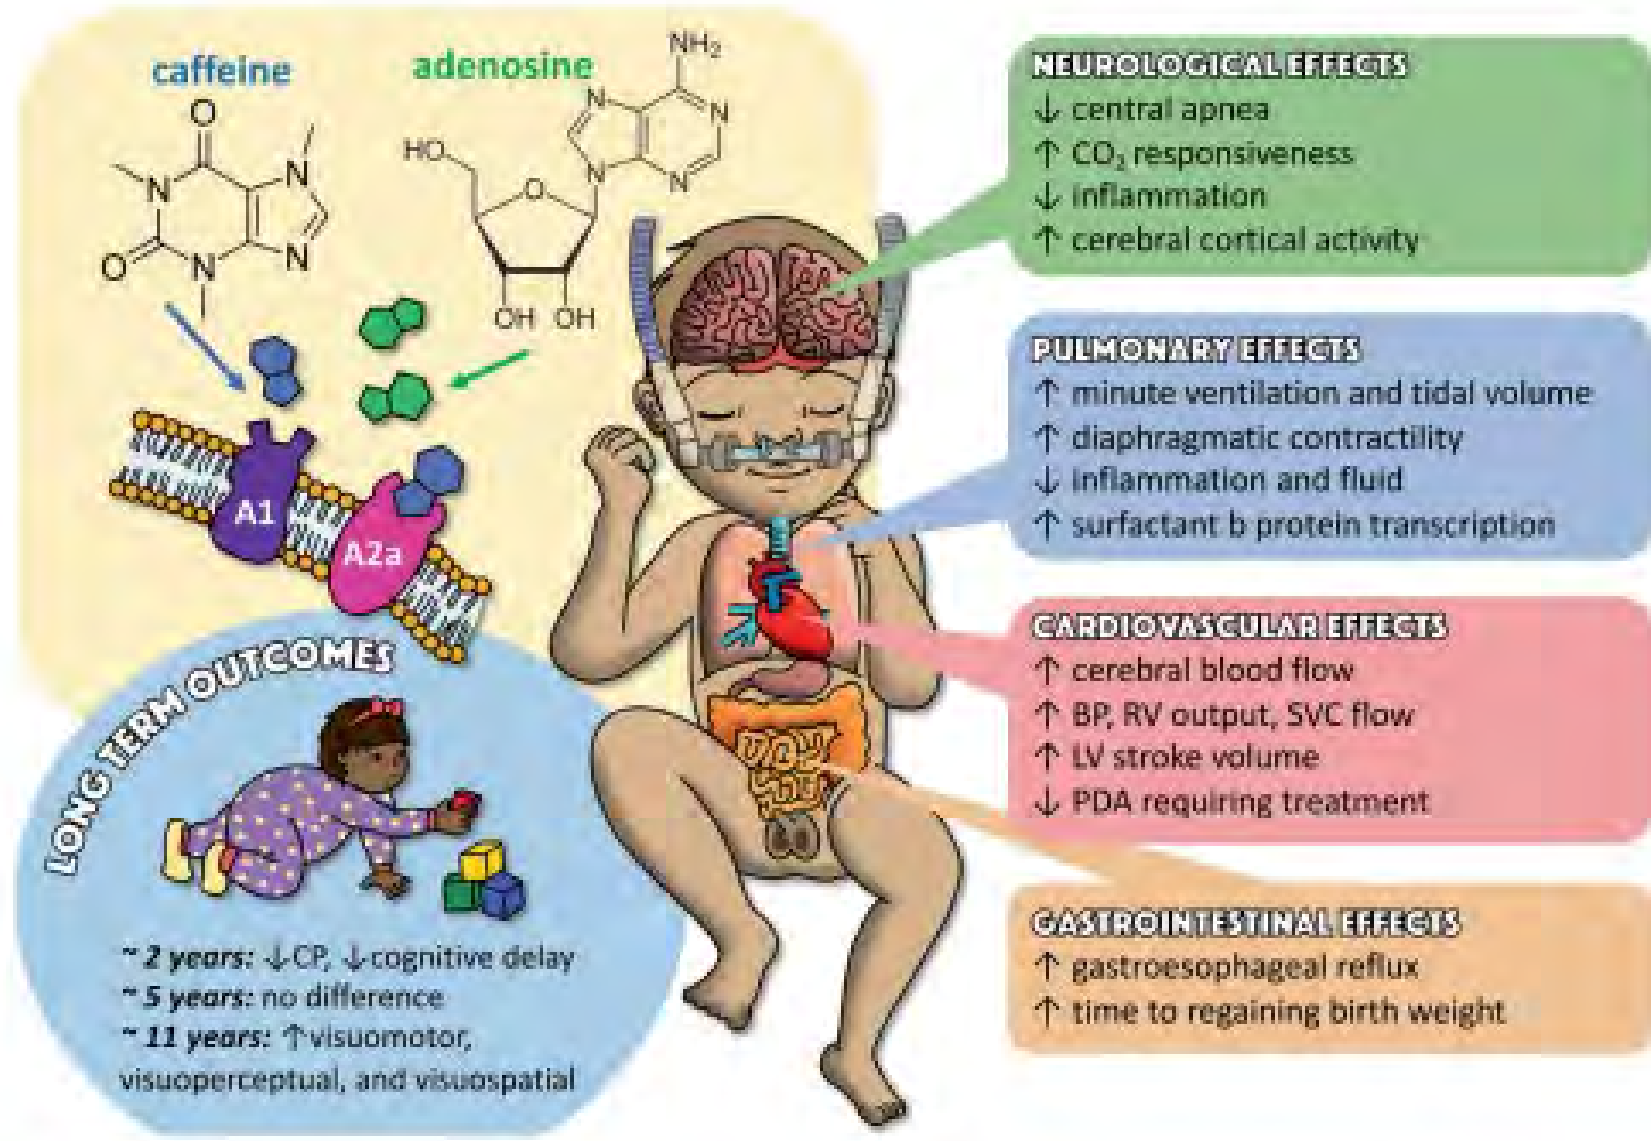 caffeine
adenosine
O
N
N
O
N
N
NH₂
N
N
HO
N
N
O
OH OH
A1
A2a
LONG TERM OUTCOMES
~ 2 years: ↓CP, ↓cognitive delay
~ 5 years: no difference
~ 11 years: ↑visuomotor,
visuoperceptual, and visuospatial
NEUROLOGICAL EFFECTS
↓ central apnea
↑ CO₂ responsiveness
↓ inflammation
↑ cerebral cortical activity
PULMONARY EFFECTS
↑ minute ventilation and tidal volume
↑ diaphragmatic contractility
↓ inflammation and fluid
↑ surfactant b protein transcription
CARDIOVASCULAR EFFECTS
↑ cerebral blood flow
↑ BP, RV output, SVC flow
↑ LV stroke volume
↓ PDA requiring treatment
GASTROINTESTINAL EFFECTS
↑ gastroesophageal reflux
↑ time to regaining birth weight